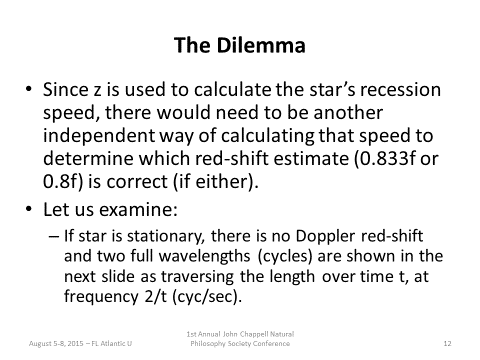 The Dilemma
• Since z is used to calculate the star’s recession
speed, there would need to be another
independent way of calculating that speed to
determine which red-shift estimate (0.833f or
0.8f) is correct (if either).
• Let us examine:
– If star is stationary, there is no Doppler red-shift
and two full wavelengths (cycles) are shown in the
next slide as traversing the length over time t, at
frequency 2/t (cyc/sec).
August 5-8, 2015 – FL Atlantic U
1st Annual John Chappell Natural
Philosophy Society Conference
12